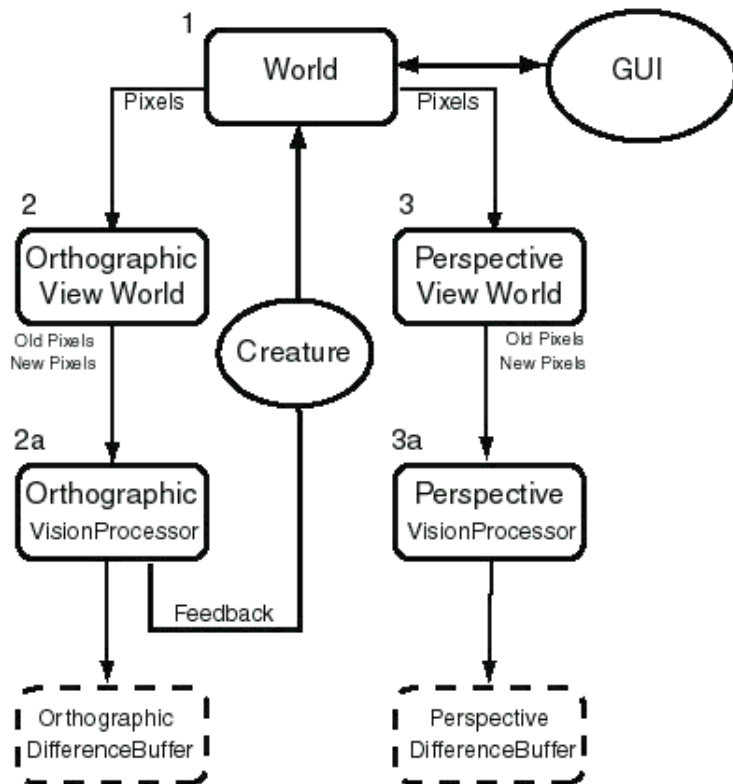 1
World
GUI
Pixels
Pixels
2
Orthographic
View World
3
Perspective
View World
Old Pixels
New Pixels
Creature
Old Pixels
New Pixels
2a
Orthographic
VisionProcessor
3a
Perspective
VisionProcessor
Feedback
Orthographic
DifferenceBuffer
Perspective
DifferenceBuffer